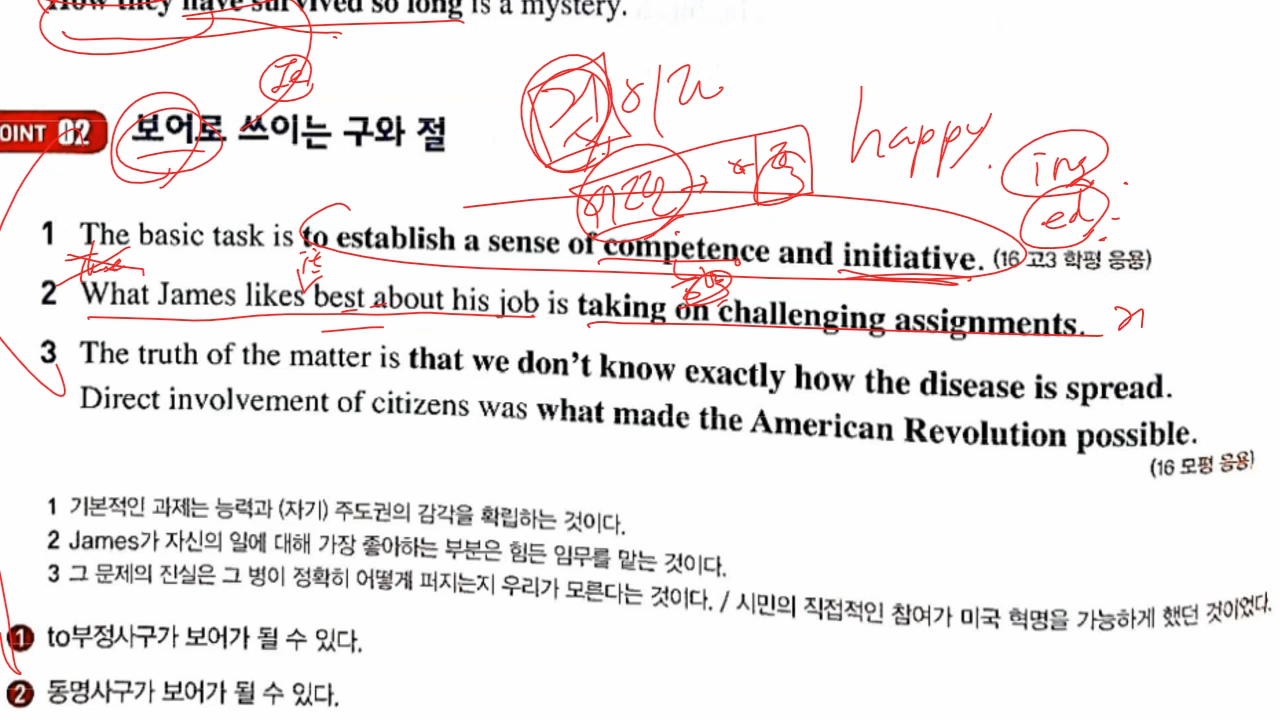 How they have survived so long is a mystery.
OINT 02 보어로 쓰이는 구와 절
happy.
ing
ed
1 The basic task is to establish a sense of competence and initiative. (16 고3 학평 응용)
2 What James likes best about his job is taking on challenging assignments.
3 The truth of the matter is that we don't know exactly how the disease is spread.
Direct involvement of citizens was what made the American Revolution possible.
(16 모평 응용)
1 기본적인 과제는 능력과 (자기) 주도권의 감각을 확립하는 것이다.
2 James가 자신의 일에 대해 가장 좋아하는 부분은 힘든 임무를 맡는 것이다.
3 그 문제의 진실은 그 병이 정확히 어떻게 퍼지는지 우리가 모른다는 것이다. / 시민의 직접적인 참여가 미국 혁명을 가능하게 했던 것이었다.
1 to부정사구가 보어가 될 수 있다.
2 동명사구가 보어가 될 수 있다.